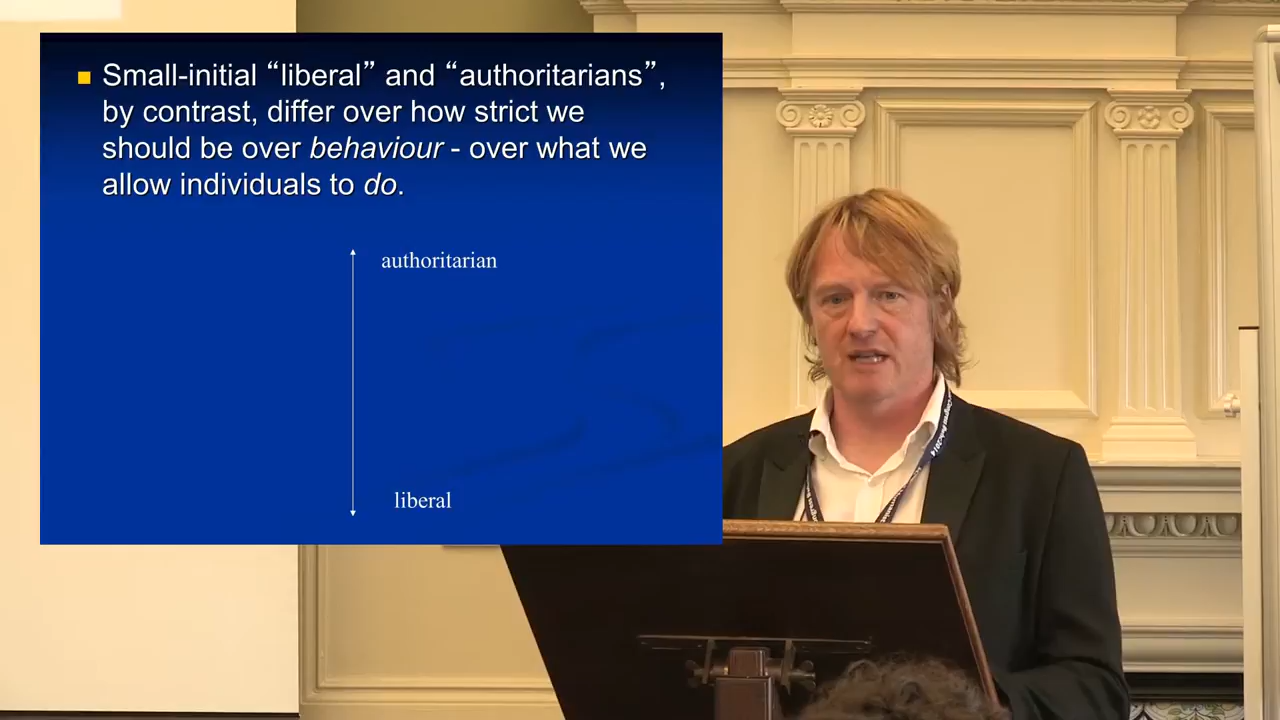 Small-initial “liberal” and “authoritarians”,
by contrast, differ over how strict we
should be over behaviour - over what we
allow individuals to do.
authoritarian
liberal